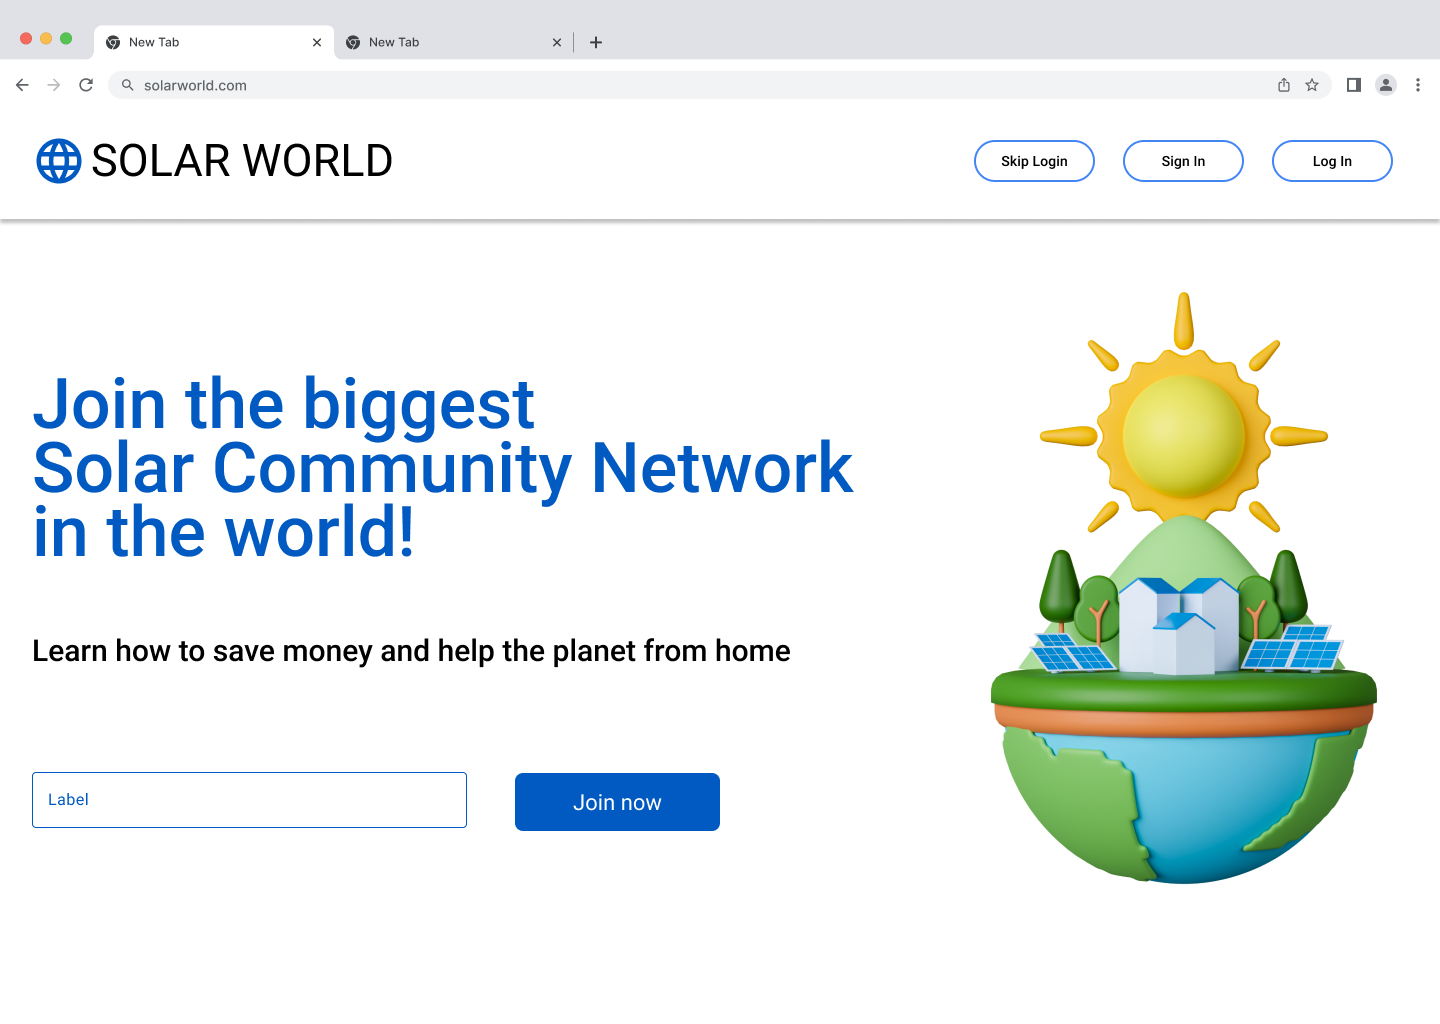 New Tab
New Tab
solarworld.com
SOLAR WORLD
Skip Login
Sign In
Log In
Join the biggest
Solar Community Network
in the world!
Learn how to save money and help the planet from home
Label
Join now